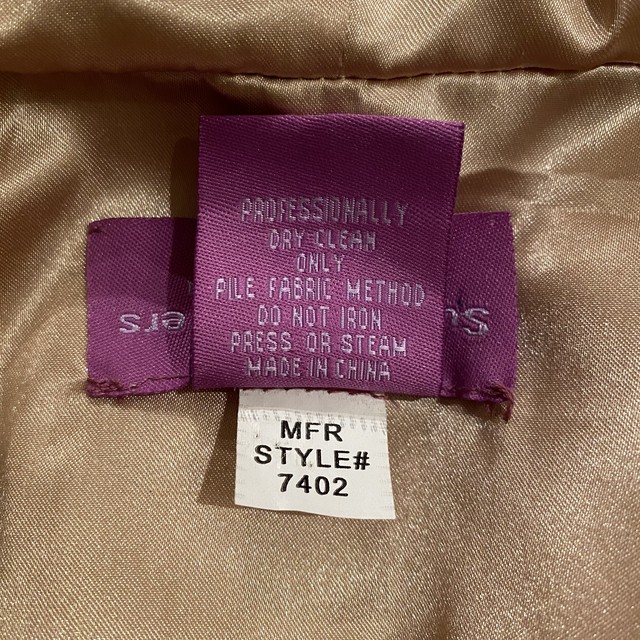 PROFESSIONALLY
DRY CLEAN
ONLY
PILE FABRIC METHOD
DO NOT IRON
PRESS OR STEAM
MADE IN CHINA
MFR
STYLE#
7402